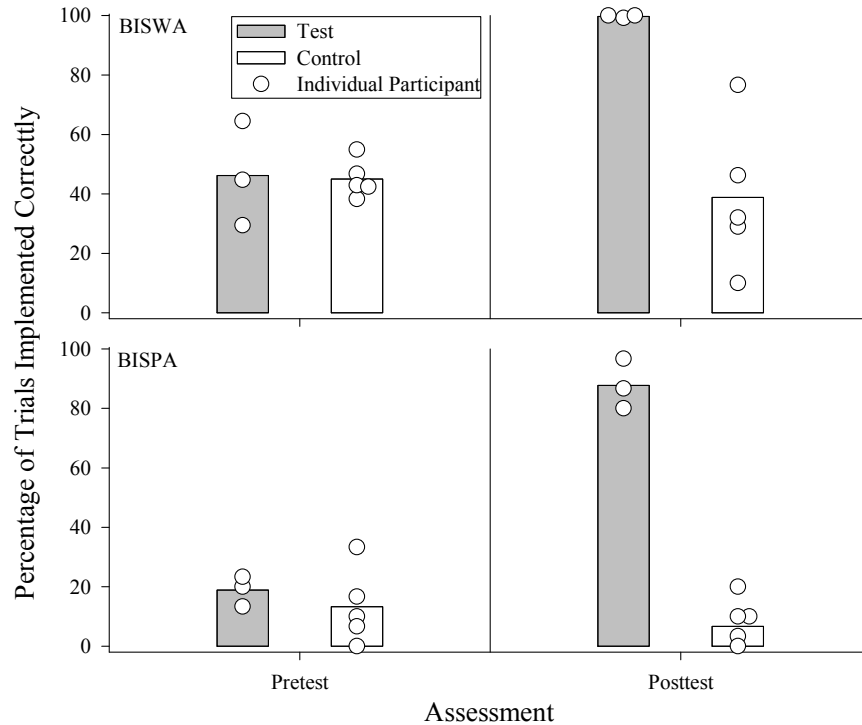 100
80
60
40
20
0
BISWA
Test
Control
Individual Participant
100
80
60
40
20
0
BISPA
Percentage of Trials Implemented Correcttly
Pretest
Posttest
Assessment